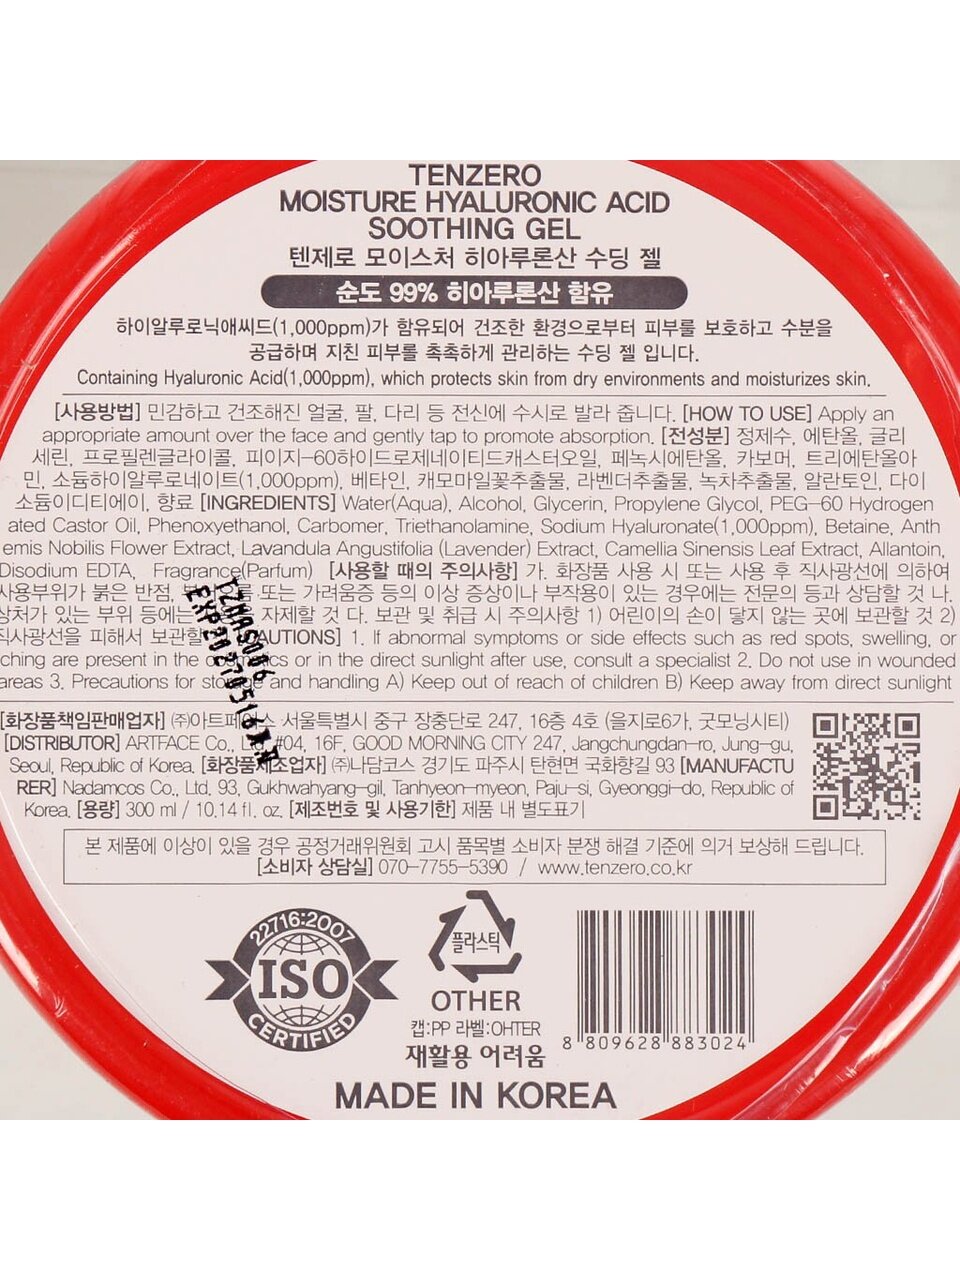 TENZERO
MOISTURE HYALURONIC ACID
SOOTHING GEL
텐제로 모이스처 히아루론산 수딩 젤
순도 99% 히아루론산 함유
하이알루로닉애씨드(1,000ppm)가 함유되어 건조한 환경으로부터 피부를 보호하고 수분을
공급하며 지친 피부를 촉촉하게 관리하는 수딩 젤 입니다.
Containing Hyaluronic Acid(1,000ppm), which protects skin from dry environments and moisturizes skin.
[사용방법] 민감하고 건조해진 얼굴, 팔, 다리 등 전신에 수시로 발라 줍니다. [HOW TO USE] Apply an
appropriate amount over the face and gently tap to promote absorption. [전성분] 정제수, 에탄올, 글리
세린, 프로필렌글라이콜, 피이지-60하이드로제네이티드캐스터오일, 페녹시에탄올, 카보머, 트리에탄올아
민, 소듐하이알루로네이트(1,000ppm), 베타인, 캐모마일꽃추출물, 라벤더추출물, 녹차추출물, 알란토인, 다이
소듐이디티에이, 향료 [INGREDIENTS] Water(Aqua), Alcohol, Glycerin, Propylene Glycol, PEG-60 Hydrogen
ated Castor Oil, Phenoxyethanol, Carbomer, Triethanolamine, Sodium Hyaluronate(1,000ppm), Betaine, Anth
emis Nobilis Flower Extract, Lavandula Angustifolia (Lavender) Extract, Camellia Sinensis Leaf Extract, Allantoin,
Disodium EDTA, Fragrance(Parfum) [사용할 때의 주의사항] 가. 화장품 사용 시 또는 사용 후 직사광선에 의하여
사용부위가 붉은 반점, 또는 가려움증 등의 이상 증상이나 부작용이 있는 경우에는 전문의 등과 상담할 것 나.
상처가 있는 부위 등에는 자제할 것 다. 보관 및 취급 시 주의사항 1) 어린이의 손이 닿지 않는 곳에 보관할 것 2)
직사광선을 피해서 보관할 [CAUTIONS] 1. If abnormal symptoms or side effects such as red spots, swelling, or
ching are present in the cosmetics or in the direct sunlight after use, consult a specialist 2. Do not use in wounded
areas 3. Precautions for storage and handling A) Keep out of reach of children B) Keep away from direct sunlight
[화장품책임판매업자] ㈜아트페이스 서울특별시 중구 장충단로 247, 16층 4호 (을지로6가, 굿모닝시티)
[DISTRIBUTOR] ARTFACE Co., Ltd. #04, 16F, GOOD MORNING CITY 247, Jangchungdan-ro, Jung-gu,
Seoul, Republic of Korea. [화장품제조업자] ㈜나담코스 경기도 파주시 탄현면 국화향길 93 [MANUFACTU
RER] Nadamcos Co., Ltd, 93, Gukhwahyang-gil, Tanhyeon-myeon, Paju-si, Gyeonggi-do, Republic of
Korea. [용량] 300 ml / 10.14 fl. oz. [제조번호 및 사용기한] 제품 내 별도표기
본 제품에 이상이 있을 경우 공정거래위원회 고시 품목별 소비자 분쟁 해결 기준에 의거 보상해 드립니다.
[소비자 상담실] 070-7755-5390 / www.tenzero.co.kr
22716:2007
ISO
CERTIFIED
플라스틱
OTHER
캡:PP 라벨:OHTER
재활용 어려움
8 809628 883024
MADE IN KOREA